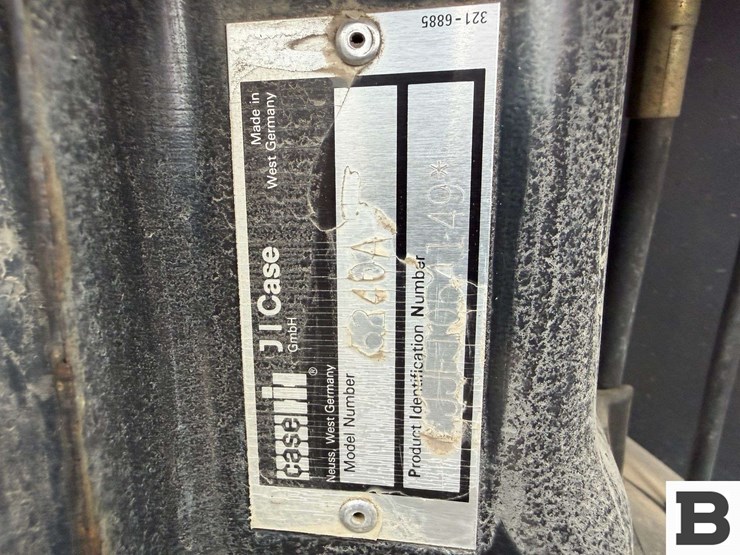 321-6885
case IH ®
J I Case
GmbH
Made in
West Germany
Neuss, West Germany
Model Number
Product Identification Number
B